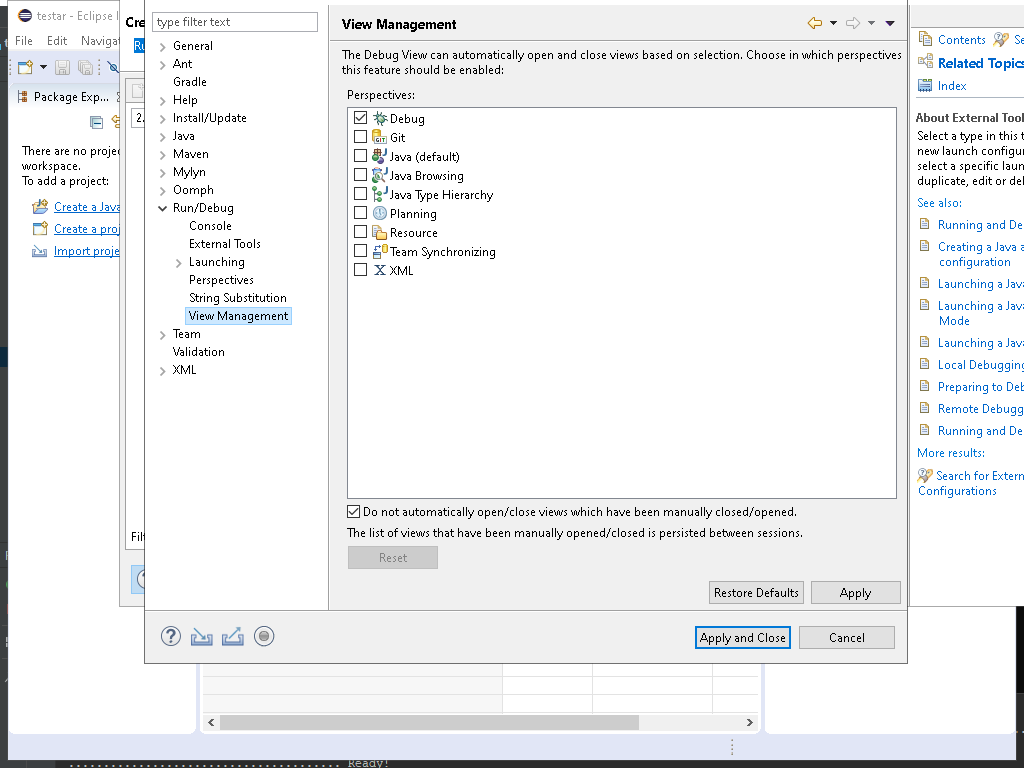 testar - Eclipse I
File
Edit
Navigat
Package Exp...
There are no proje
workspace.
To add a project:
Create a Java
Create a proj
Import proje
Cre
Ru
2.
Filt
type filter text
General
Ant
Gradle
Help
Install/Update
Java
Maven
Mylyn
Oomph
Run/Debug
Console
External Tools
Launching
Perspectives
String Substitution
View Management
Team
Validation
XML
View Management
The Debug View can automatically open and close views based on selection. Choose in which perspectives
this feature should be enabled:
Perspectives:
Debug
Git
Java (default)
Java Browsing
Java Type Hierarchy
Planning
Resource
Team Synchronizing
XML
Do not automatically open/close views which have been manually closed/opened.
The list of views that have been manually opened/closed is persisted between sessions.
Reset
Restore Defaults
Apply
Apply and Close
Cancel
Contents
Se
Related Topics
Index
About External Tool
Select a type in this t
new launch configur
select a specific laun
duplicate, edit or del
See also:
Running and De
Creating a Java a
configuration
Launching a Java
Launching a Java
Mode
Launching a Java
Local Debugging
Preparing to Deb
Remote Debugg
Running and De
More results:
Search for Extern
Configurations
Ready!